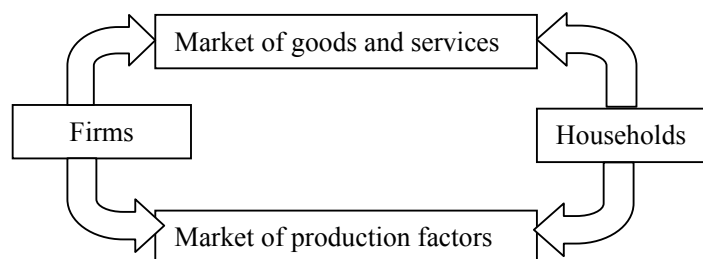 Market of goods and services
Firms
Households
Market of production factors